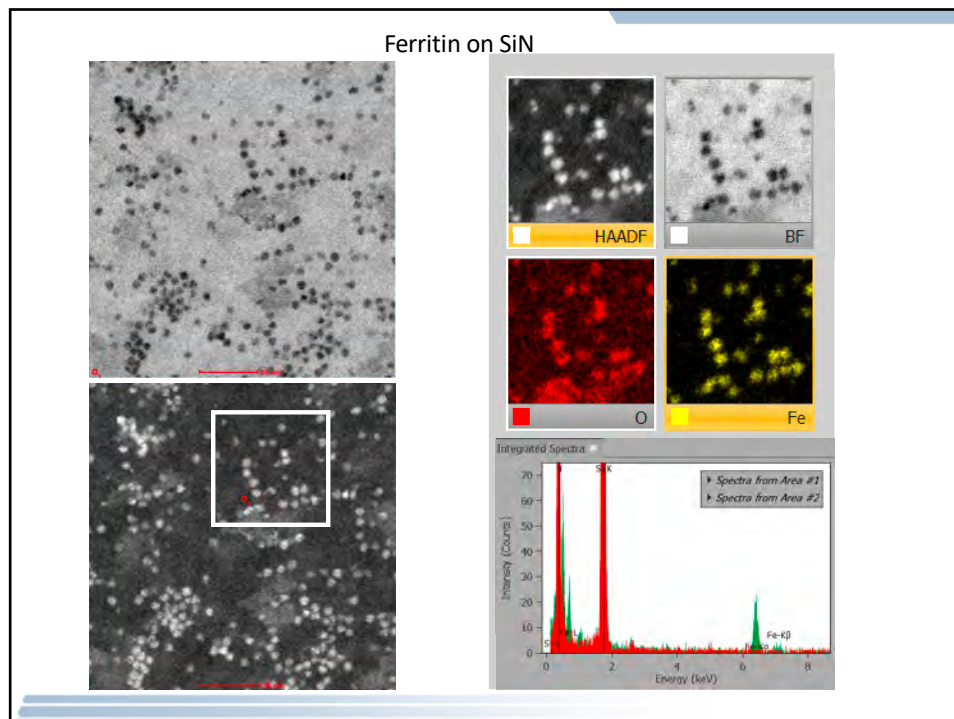 Ferritin on SiN
HAADF
BF
O
Fe
Integrated Spectra
Spectra from Area #1
Spectra from Area #2
Intensity (Counts)
70
60
50
40
30
20
10
0
Fe-Kβ
0
2
4
6
8
Energy (keV)